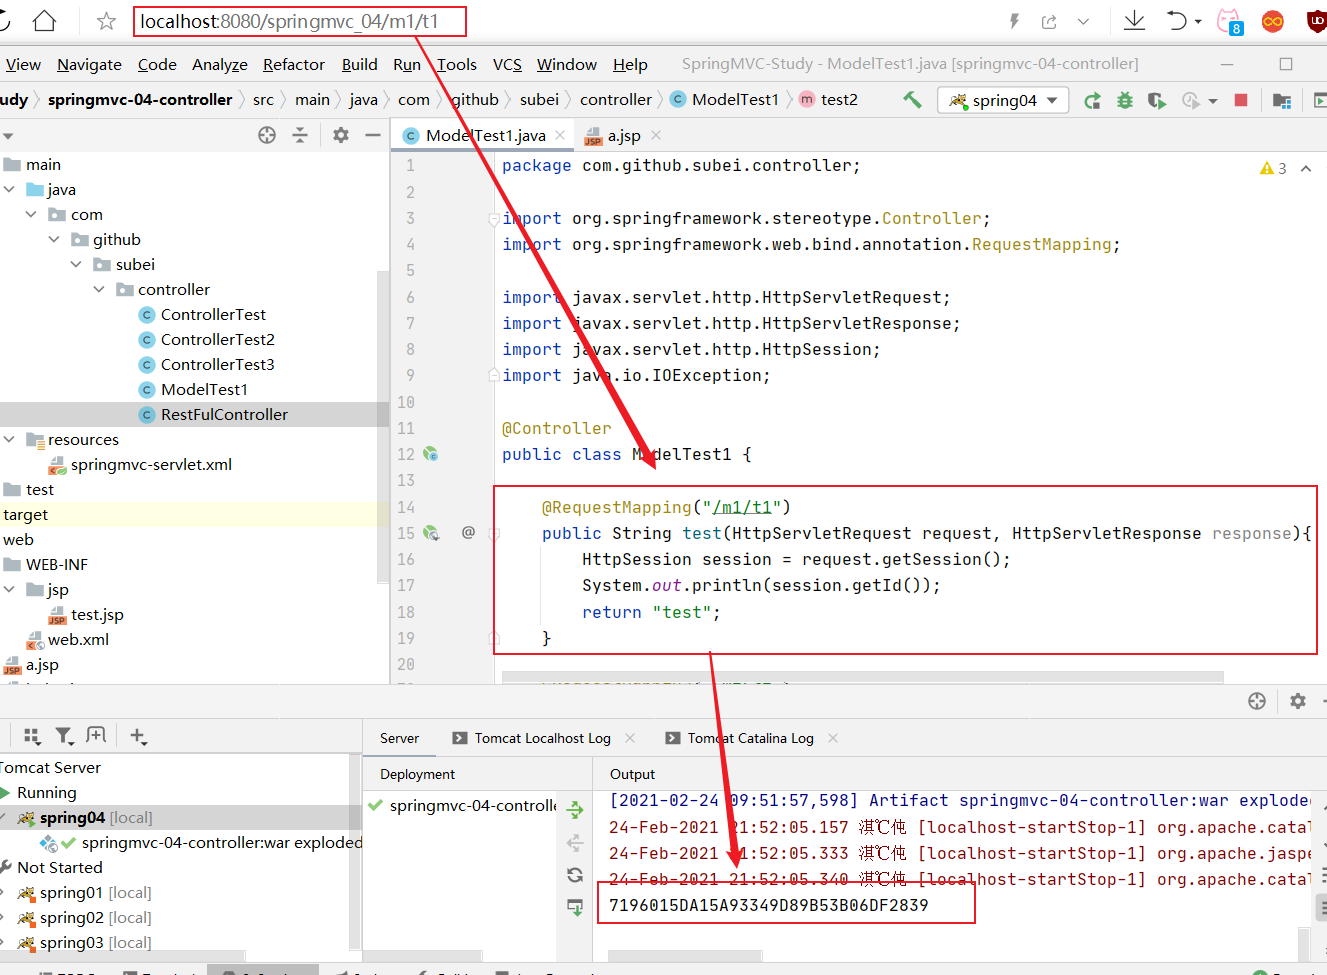 localhost:8080/springmvc_04/m1/t1
8
View Navigate Code Analyze Refactor Build Run Tools VCS Window Help SpringMVC-Study - ModelTest1.java [springmvc-04-controller]
udy springmvc-04-controller src main java com github subei controller ModelTest1 test2 spring04
ModelTest1.java a.jsp
main
java
com
github
subei
controller
ControllerTest
ControllerTest2
ControllerTest3
ModelTest1
RestFulController
resources
springmvc-servlet.xml
test
target
web
WEB-INF
jsp
test.jsp
web.xml
a.jsp
3
1 package com.github.subei.controller;
2
3 import org.springframework.stereotype.Controller;
4 import org.springframework.web.bind.annotation.RequestMapping;
5
6 import javax.servlet.http.HttpServletRequest;
7 import javax.servlet.http.HttpServletResponse;
8 import javax.servlet.http.HttpSession;
9 import java.io.IOException;
10
11 @Controller
12 public class ModelTest1 {
13
14 @RequestMapping("/m1/t1")
15 @ public String test(HttpServletRequest request, HttpServletResponse response){
16 HttpSession session = request.getSession();
17 System.out.println(session.getId());
18 return "test";
19 }
20
Tomcat Server
Running
spring04 [local]
springmvc-04-controller:war exploded
Not Started
spring01 [local]
spring02 [local]
spring03 [local]
Server Tomcat Localhost Log Tomcat Catalina Log
Deployment
springmvc-04-controlle
Output
[2021-02-24 09:51:57,598] Artifact springmvc-04-controller:war exploded
24-Feb-2021 21:52:05.157 淇℃伅 [localhost-startStop-1] org.apache.catal
24-Feb-2021 21:52:05.333 淇℃伅 [localhost-startStop-1] org.apache.jaspe
24-Feb-2021 21:52:05.340 淇℃伅 [localhost-startStop-1] org.apache.catal
7196015DA15A93349D89B53B06DF2839